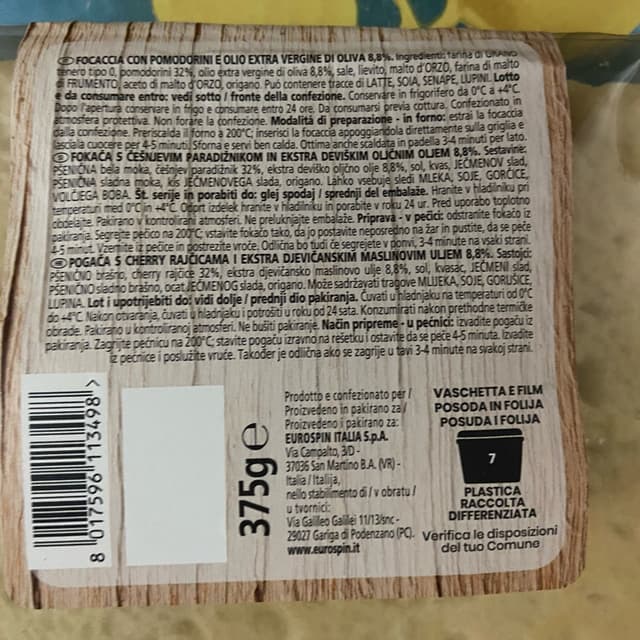 FOCACCIA CON POMODORINI E OLIO EXTRA VERGINE DI OLIVA 8,8%. Ingredienti: farina di GRANO
tenero tipo 0, pomodorini 32%, olio extra vergine di oliva 8,8%, sale, lievito, malto d'ORZO, farina di malto
di FRUMENTO, aceto di malto d'ORZO, origano. Può contenere tracce di LATTE, SOIA, SENAPE, LUPINI. Lotto
e da consumare entro: vedi sotto / fronte della confezione. Conservare in frigorifero da 0°C a +4°C.
Dopo l'apertura conservare in frigo e consumare entro 24 ore. Da consumarsi previa cottura. Confezionato in
atmosfera protettiva. Non forare la confezione. Modalità di preparazione - in forno: estrai la focaccia
dalla confezione. Preriscalda il forno a 200°C; inserisci la focaccia appoggiandola direttamente sulla griglia e
lasciala cuocere per 4-5 minuti. Sforna e servi ben calda. Ottima anche scaldata in padella 3-4 minuti per lato.
FOKAČA S ČEŠNJEVIM PARADIŽNIKOM IN EKSTRA DEVIŠKIM OLJČNIM OLJEM 8,8%. Sestavine:
PŠENIČNA bela moka, češnjev paradižnik 32%, ekstra deviško oljčno olje 8,8%, sol, kvas, JEČMENOV slad,
PŠENIČNA sladna moka, kis JEČMENOVEGA slada, origano. Lahko vsebuje sledi MLEKA, SOJE, GORČICE,
VOLČJEGA BOBA. Št. serije in porabiti do: glej spodaj / sprednji del embalaže. Hranite v hladilniku pri
temperaturi med 0°C in +4°C. Odprt izdelek hranite v hladilniku in porabite v roku 24 ur. Pred uporabo toplotno
obdelajte. Pakirano v kontrolirani atmosferi. Ne preluknjajte embalaže. Priprava - v pečici: odstranite fokačo iz
pakiranja. Segrejte pečico na 200°C; vstavite fokačo tako, da jo postavite neposredno na žar in pustite, da se peče
4-5 minut. Vzemite iz pečice in postrezite vroče. Odlična bo tudi če segrejete v ponvi, 3-4 minute na vsaki strani.
POGAČA S CHERRY RAJČICAMA I EKSTRA DJEVIČANSKIM MASLINOVIM ULJEM 8,8%. Sastojci:
PŠENIČNO brašno, cherry rajčice 32%, ekstra djevičansko maslinovo ulje 8,8%, sol, kvasac, JEČMENI slad,
PŠENIČNO sladno brašno, ocat JEČMENOG slada, origano. Može sadržavati tragove MLIJEKA, SOJE, GORUŠICE,
LUPINA. Lot i upotrijebiti do: vidi dolje / prednji dio pakiranja. Čuvati u hladnjaku na temperaturi od 0°C
do +4°C. Nakon otvaranja, čuvati u hladnjaku i potrošiti u roku od 24 sata. Konzumirati nakon prethodne termičke
obrade. Pakirano u kontroliranoj atmosferi. Ne bušiti pakiranje. Način pripreme - u pećnici: izvadite pogaču iz
pakiranja. Zagrijte pećnicu na 200°C; stavite pogaču izravno na rešetku i ostavite da se peče 4-5 minuta. Izvadite
iz pećnice i poslužite vruće. Također je odlična ako se zagrije u tavi 3-4 minute na svakoj strani.
8 017596 113498 >
375g e
Prodotto e confezionato per /
Proizvedeno in pakirano za /
Proizvedeno i pakirano za:
EUROSPIN ITALIA S.p.A.
Via Campalto, 3/D -
37036 San Martino B.A. (VR) -
Italia / Italija,
nello stabilimento di / v obratu /
u tvornici:
Via Galileo Galilei 11/13/snc -
29027 Gariga di Podenzano (PC).
www.eurospin.it
VASCHETTA E FILM
POSODA IN FOLIJA
POSUDA I FOLIJA
7
PLASTICA
RACCOLTA
DIFFERENZIATA
Verifica le disposizioni
del tuo Comune